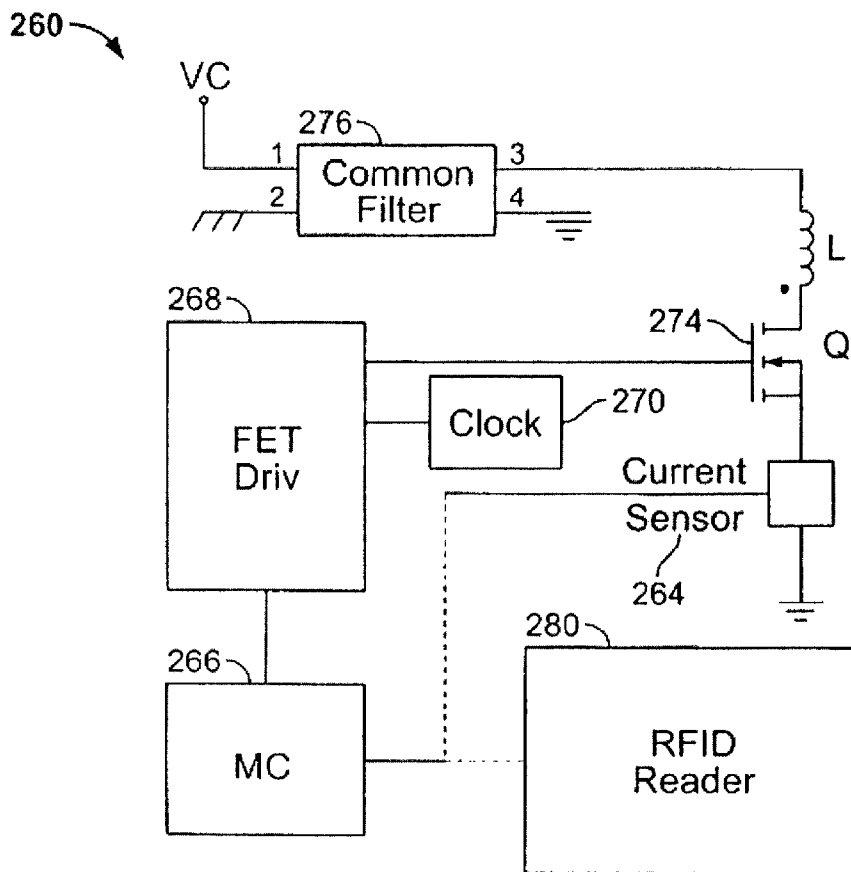 260
VC
276
1
3
Common
Filter
2
4
L
268
274
Q
FET
Driv
Clock
270
Current
Sensor
264
266
280
MC
RFID
Reader